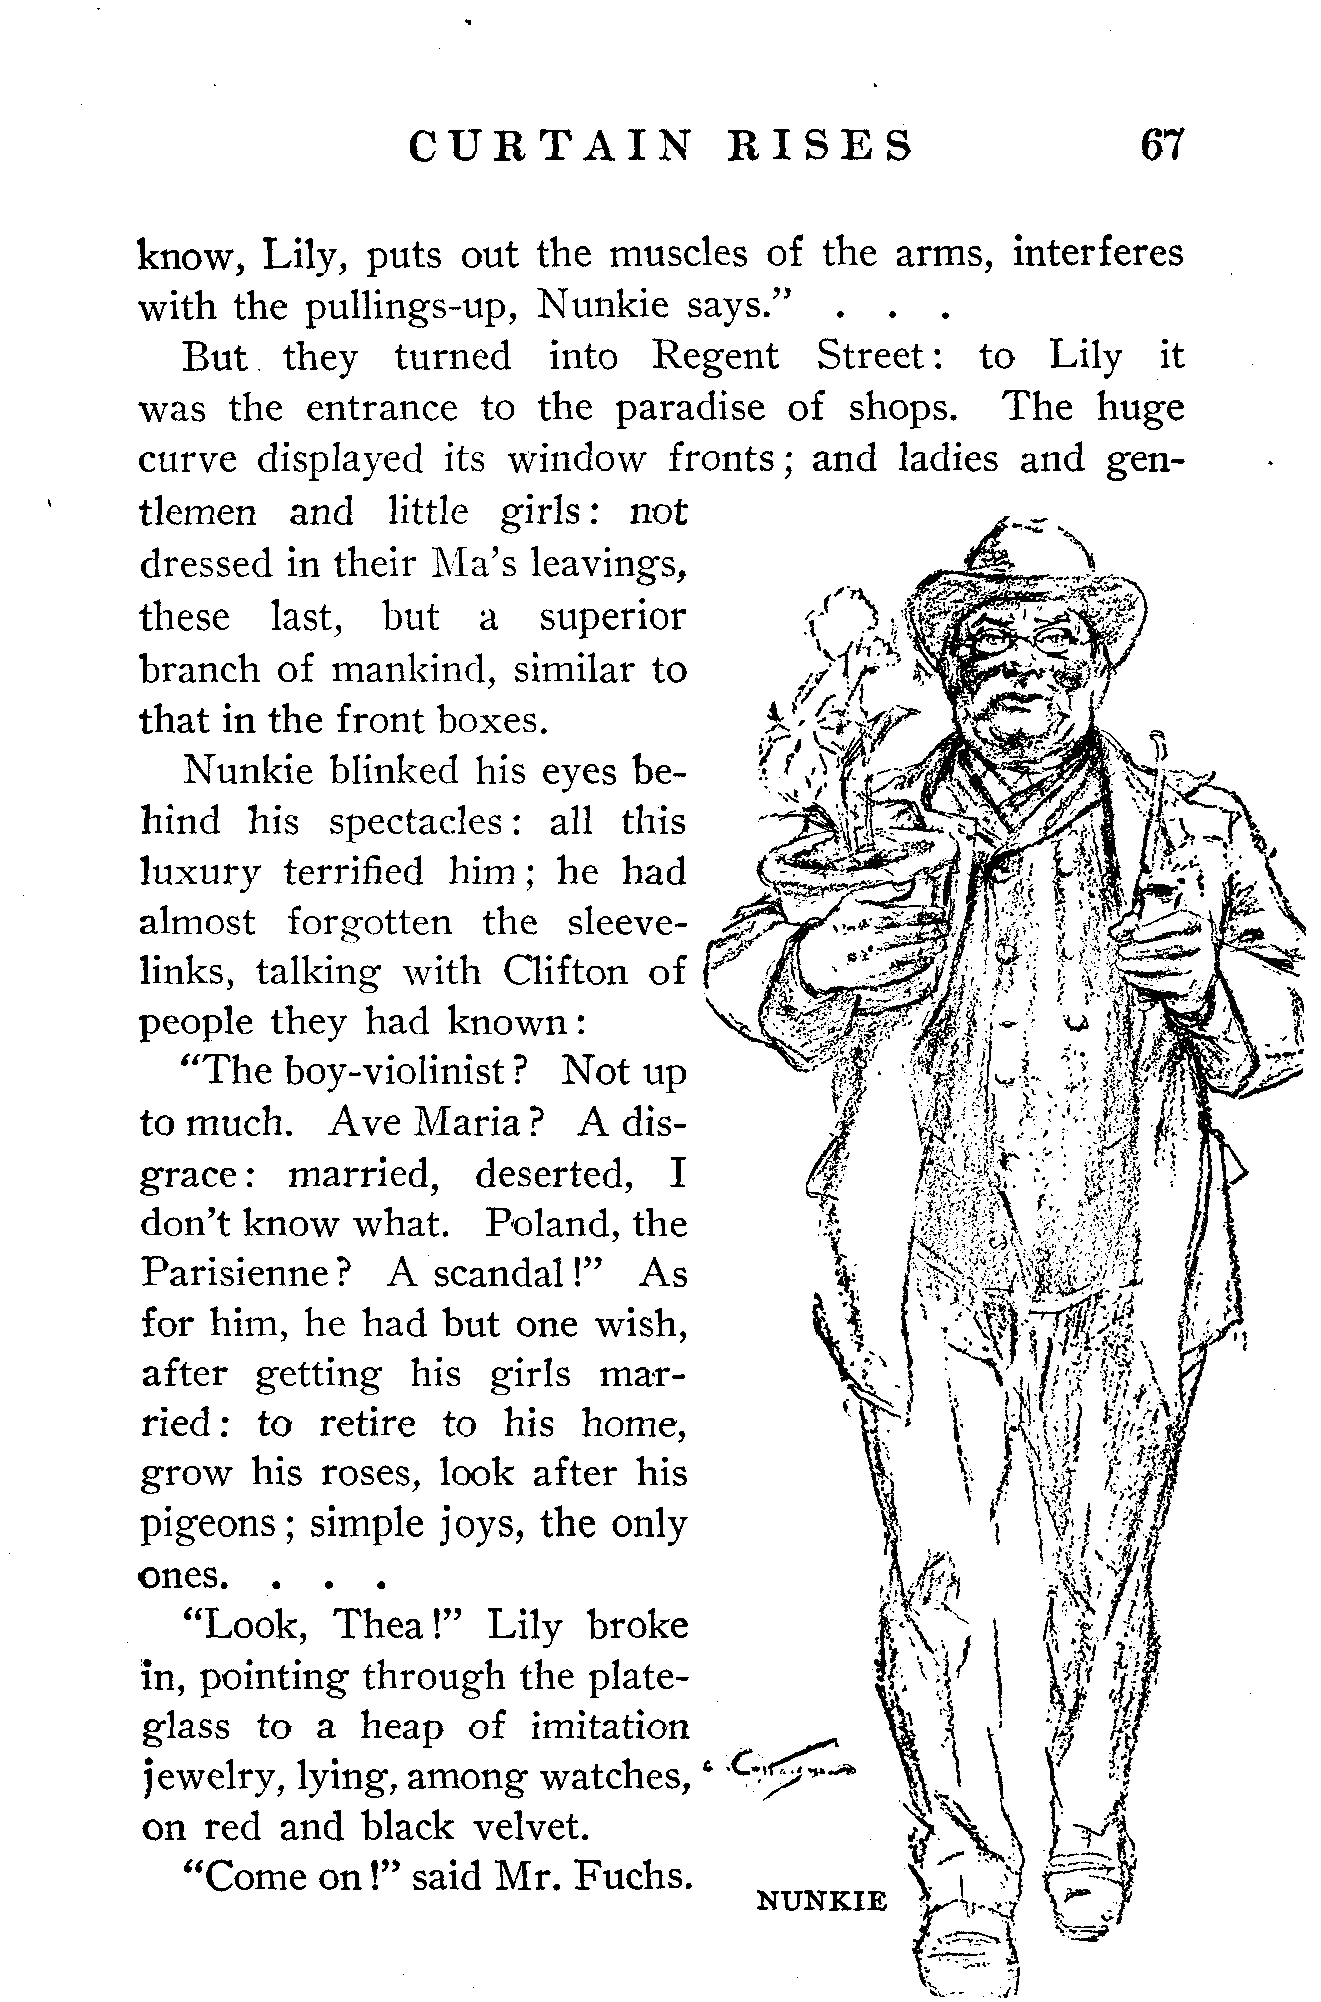 CURTAIN RISES 67
know, Lily, puts out the muscles of the arms, interferes
with the pullings-up, Nunkie says.” . . .
But they turned into Regent Street: to Lily it
was the entrance to the paradise of shops. The huge
curve displayed its window fronts; and ladies and gen-
tlemen and little girls: not
dressed in their Ma’s leavings,
these last, but a superior
branch of mankind, similar to
that in the front boxes.
Nunkie blinked his eyes be-
hind his spectacles: all this
luxury terrified him; he had
almost forgotten the sleeve-
links, talking with Clifton of
people they had known:
“The boy-violinist? Not up
to much. Ave Maria? A dis-
grace: married, deserted, I
don’t know what. Poland, the
Parisienne? A scandal!” As
for him, he had but one wish,
after getting his girls mar-
ried: to retire to his home,
grow his roses, look after his
pigeons; simple joys, the only
ones. . . .
“Look, Thea!” Lily broke
in, pointing through the plate-
glass to a heap of imitation
jewelry, lying, among watches,
on red and black velvet.
“Come on!” said Mr. Fuchs.
NUNKIE